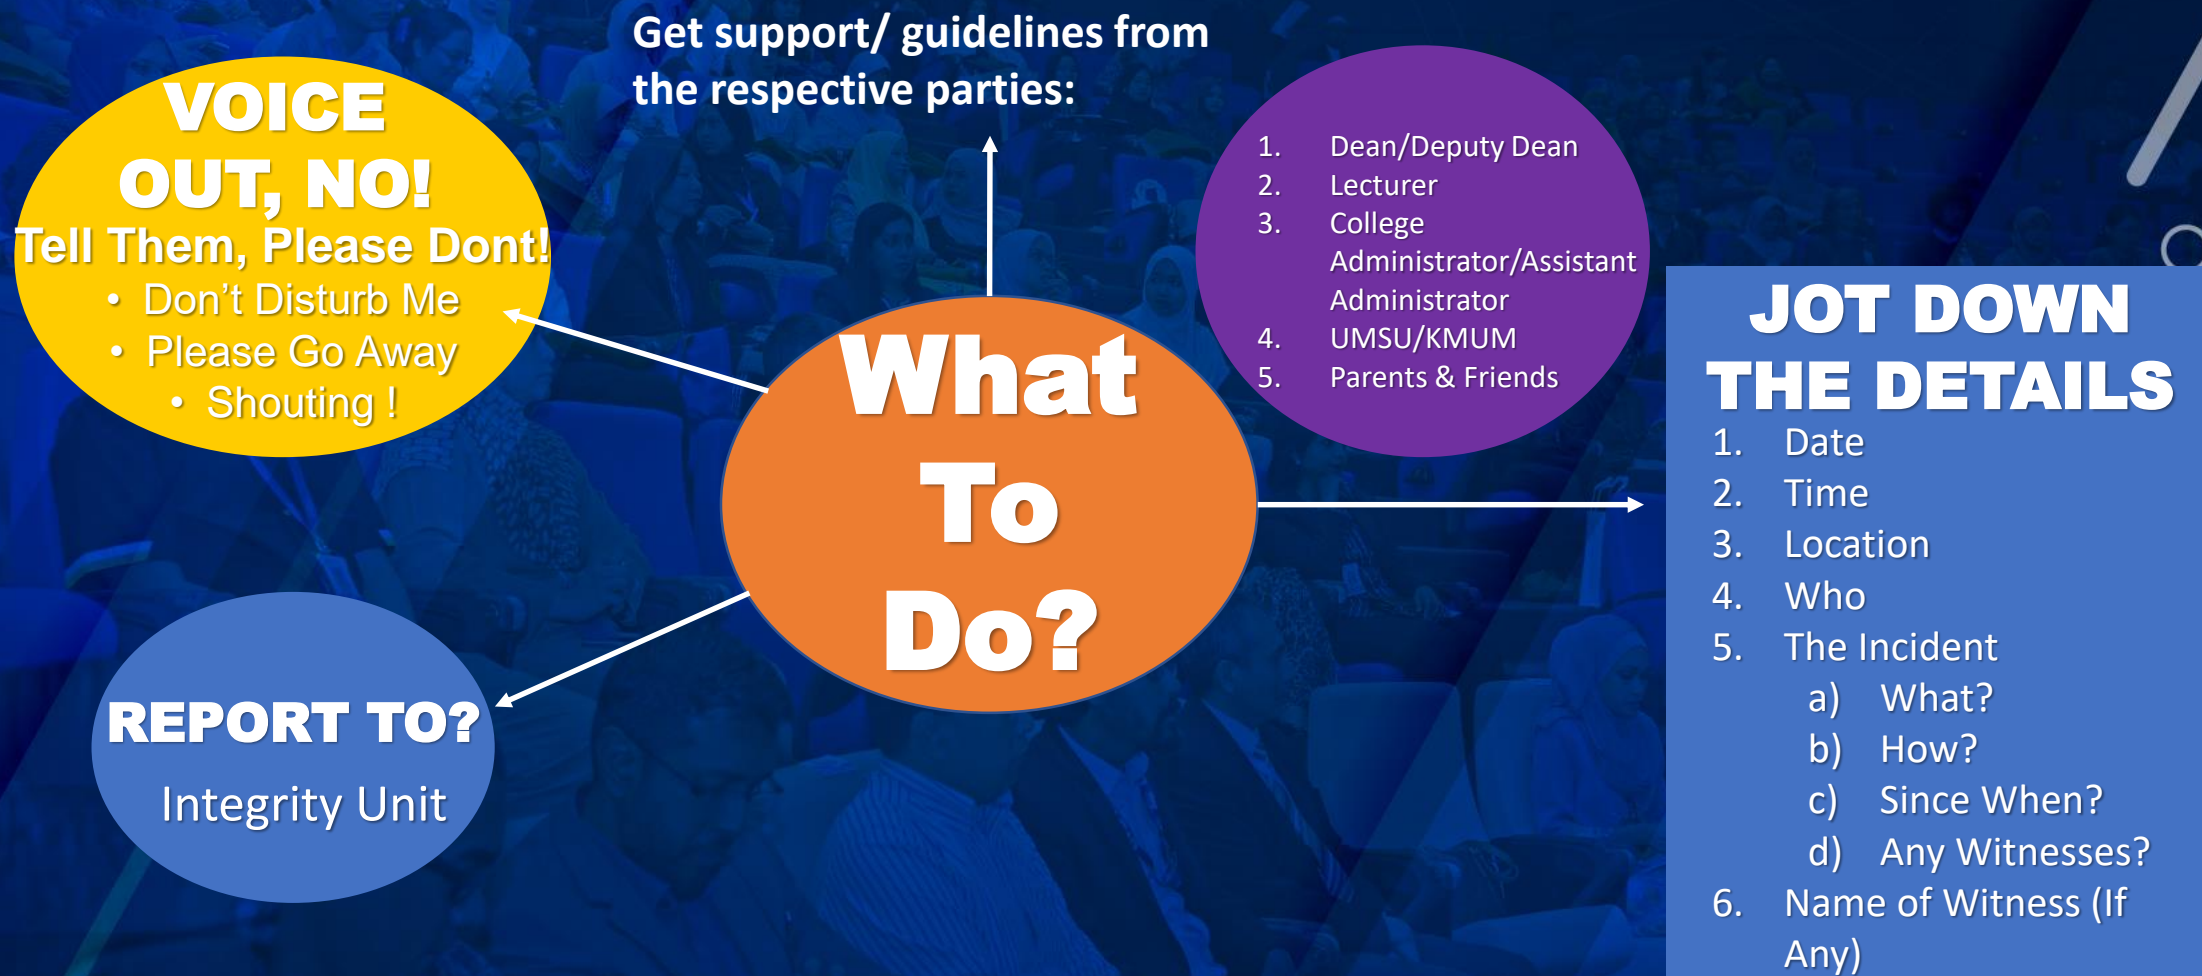 Get support/ guidelines from
the respective parties:
VOICE
OUT, NO!
Tell Them, Please Dont!
• Don't Disturb Me
• Please Go Away
• Shouting !
1. Dean/Deputy Dean
2. Lecturer
3. College
Administrator/Assistant
Administrator
4. UMSU/KMUM
5. Parents & Friends
What
To
Do?
JOT DOWN
THE DETAILS
1. Date
2. Time
3. Location
4. Who
5. The Incident
a) What?
b) How?
c) Since When?
d) Any Witnesses?
6. Name of Witness (If
Any)
REPORT TO?
Integrity Unit